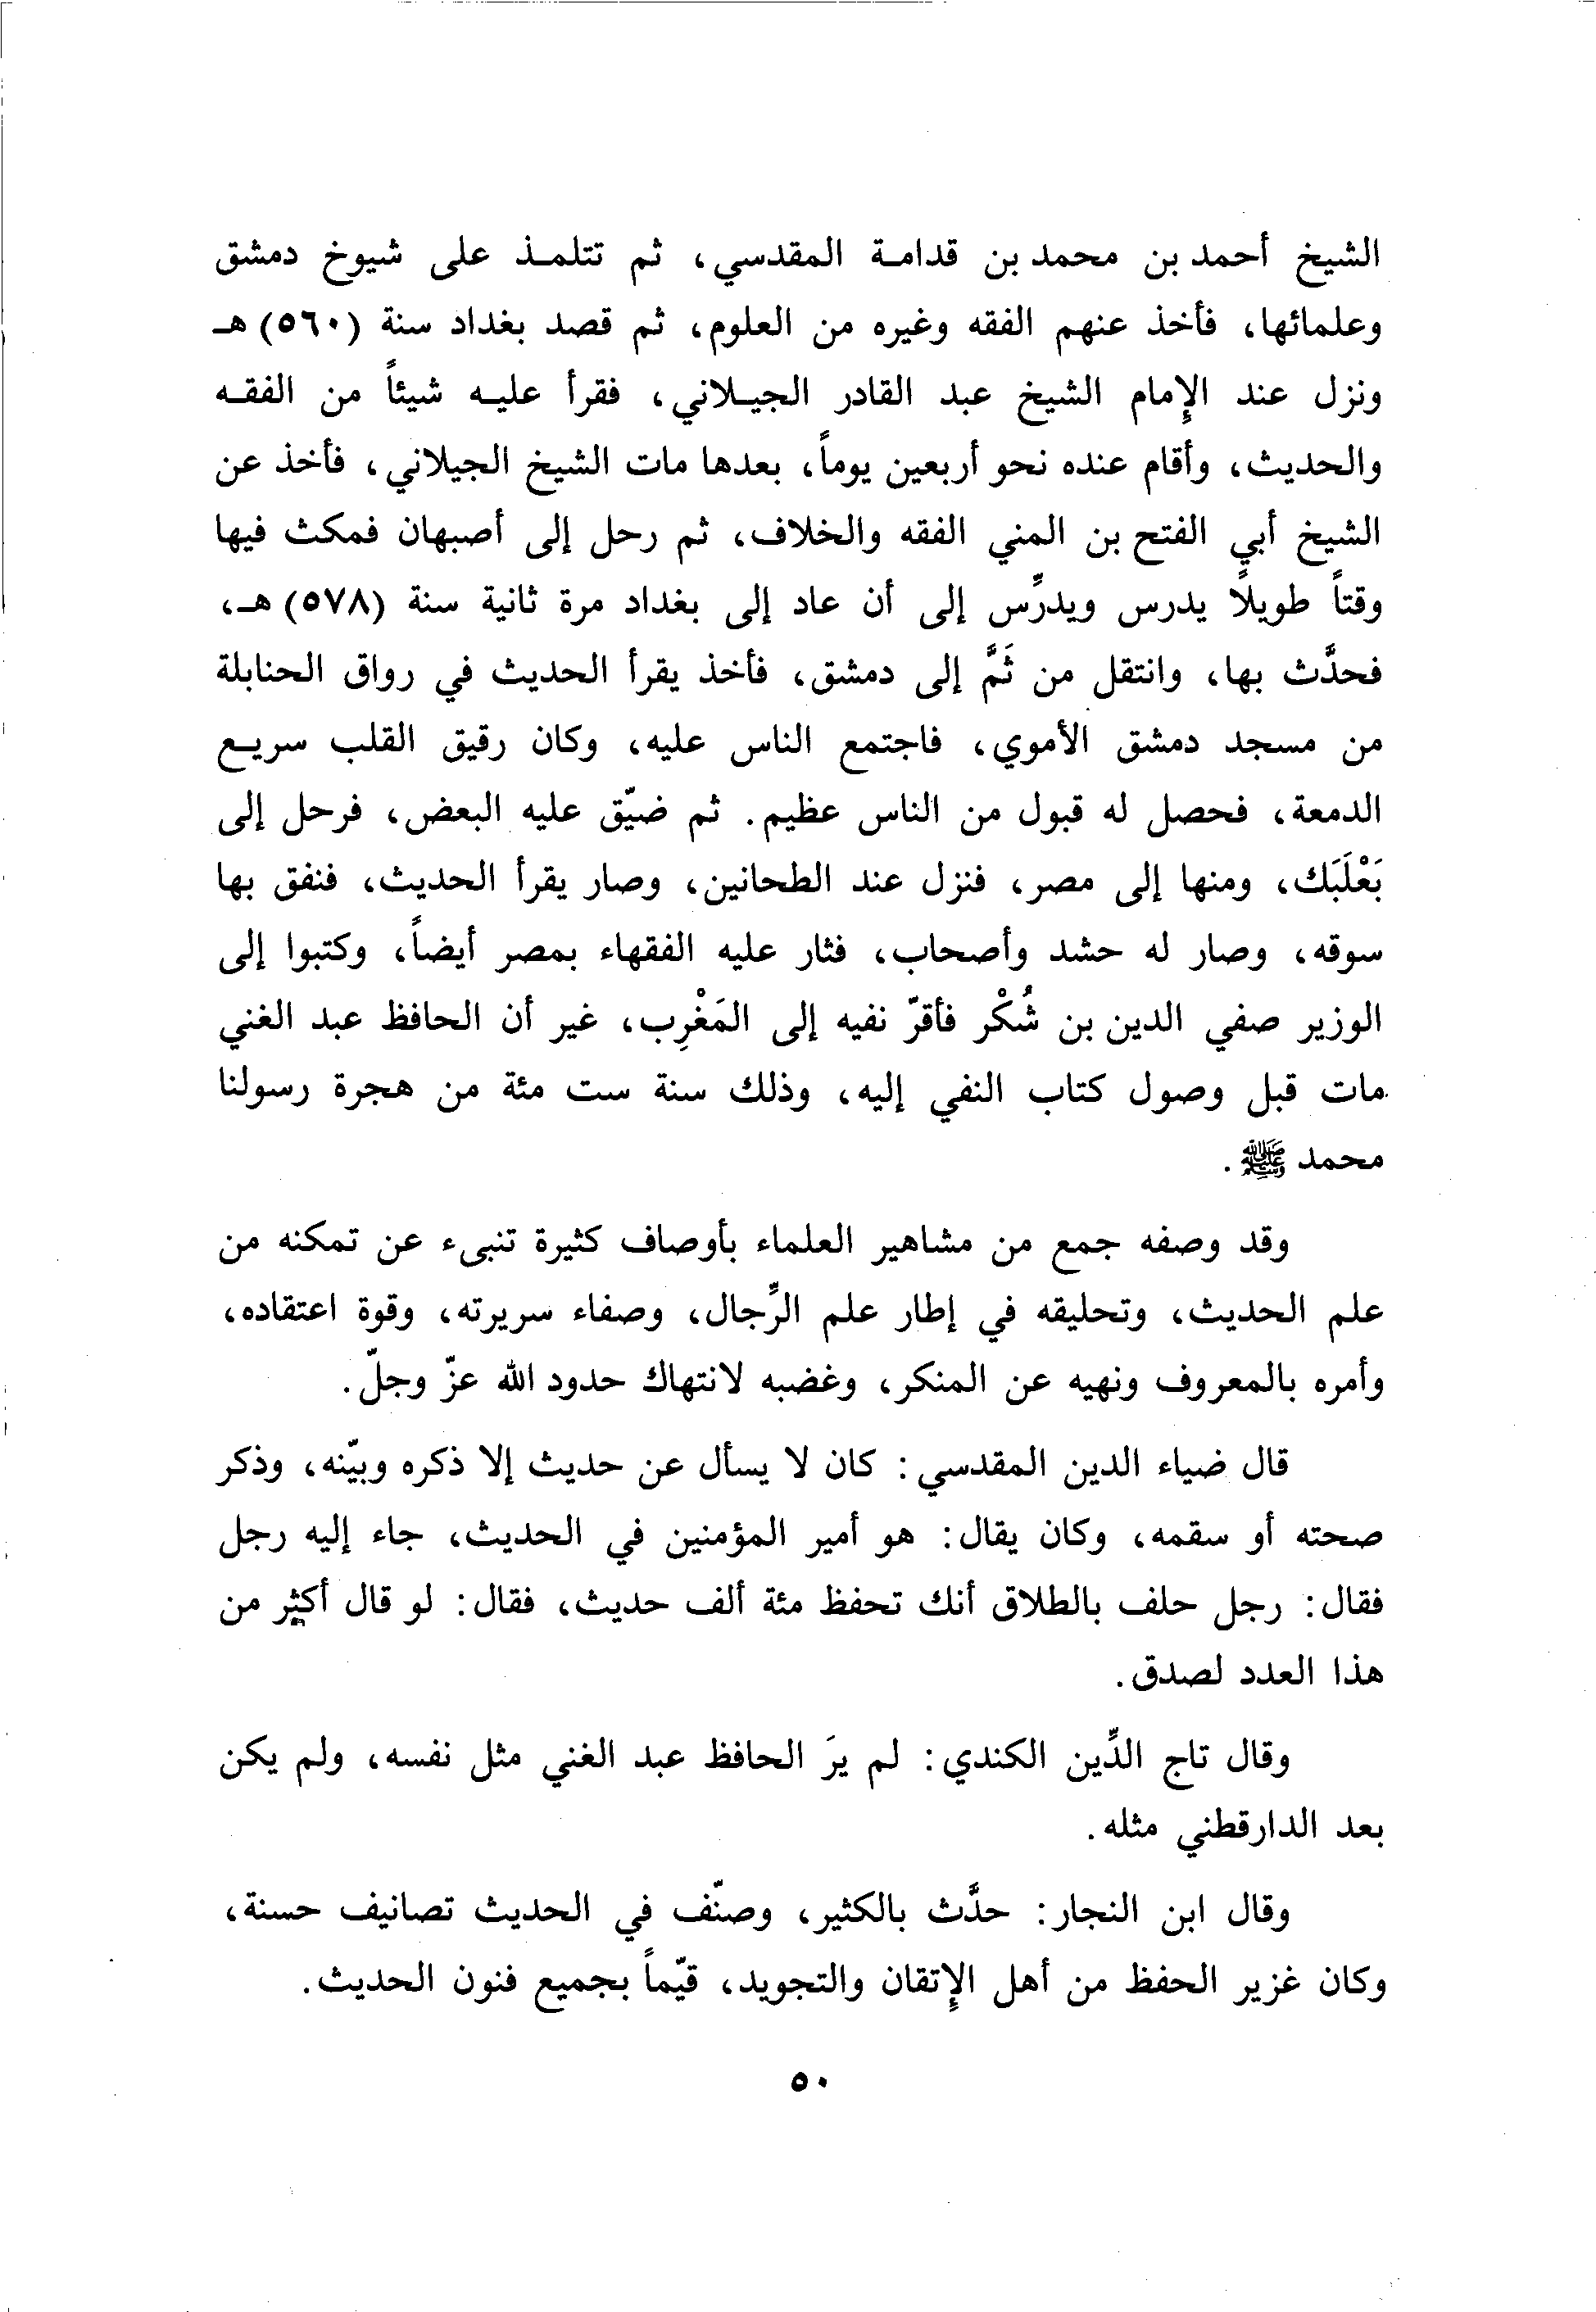 الشيخ أحمد بن محمد بن قدامـة المقدسي، ثم تتلمـذ على شيوخ دمشق
وعلمائها، فأخذ عنهم الفقه وغيره من العلوم، ثم قصد بغداد سنة (٥٦٠) هـ
ونزل عند الإِمام الشيخ عبد القادر الجيـلاني، فقرأ عليـه شيئاً من الفقـه
والحديث، وأقام عنده نحو أربعين يوماً، بعدها مات الشيخ الجيلاني، فأخذ عن
الشيخ أبي الفتح بن المني الفقه والخلاف، ثم رحل إلى أصبهان فمكث فيها
وقتاً طويلاً يدرس ويدرِّس إلى أن عاد إلى بغداد مرة ثانية سنة (٥٧٨) هـ،
فحدَّث بها، وانتقل من ثَمَّ إلى دمشق، فأخذ يقرأ الحديث في رواق الحنابلة
من مسجد دمشق الأموي، فاجتمع الناس عليه، وكان رقيق القلب سريـع
الدمعة، فحصل له قبول من الناس عظيم. ثم ضيّق عليه البعض، فرحل إلى
بَعْلَبَك، ومنها إلى مصر، فنزل عند الطحانين، وصار يقرأ الحديث، فنفق بها
سوقه، وصار له حشد وأصحاب، فثار عليه الفقهاء بمصر أيضاً، وكتبوا إلى
الوزير صفي الدين بن شُكْر فأقرّ نفيه إلى المَغْرِب، غير أن الحافظ عبد الغني
مات قبل وصول كتاب النفي إليه، وذلك سنة ست مئة من هجرة رسولنا
محمد ﷺ.
وقد وصفه جمع من مشاهير العلماء بأوصاف كثيرة تنبىء عن تمكنه من
علم الحديث، وتحليقه في إطار علم الرِّجال، وصفاء سريرته، وقوة اعتقاده،
وأمره بالمعروف ونهيه عن المنكر، وغضبه لانتهاك حدود الله عزّ وجلّ.
قال ضياء الدين المقدسي: كان لا يسأل عن حديث إلا ذكره وبيّنه، وذكر
صحته أو سقمه، وكان يقال: هو أمير المؤمنين في الحديث، جاء إليه رجل
فقال: رجل حلف بالطلاق أنك تحفظ مئة ألف حديث، فقال: لو قال أكثر من
هذا العدد لصدق.
وقال تاج الدِّين الكندي: لم يرَ الحافظ عبد الغني مثل نفسه، ولم يكن
بعد الدارقطني مثله.
وقال ابن النجار: حدَّث بالكثير، وصنّف في الحديث تصانيف حسنة،
وكان غزير الحفظ من أهل الإِتقان والتجويد، قيّماً بجميع فنون الحديث.
٥٠